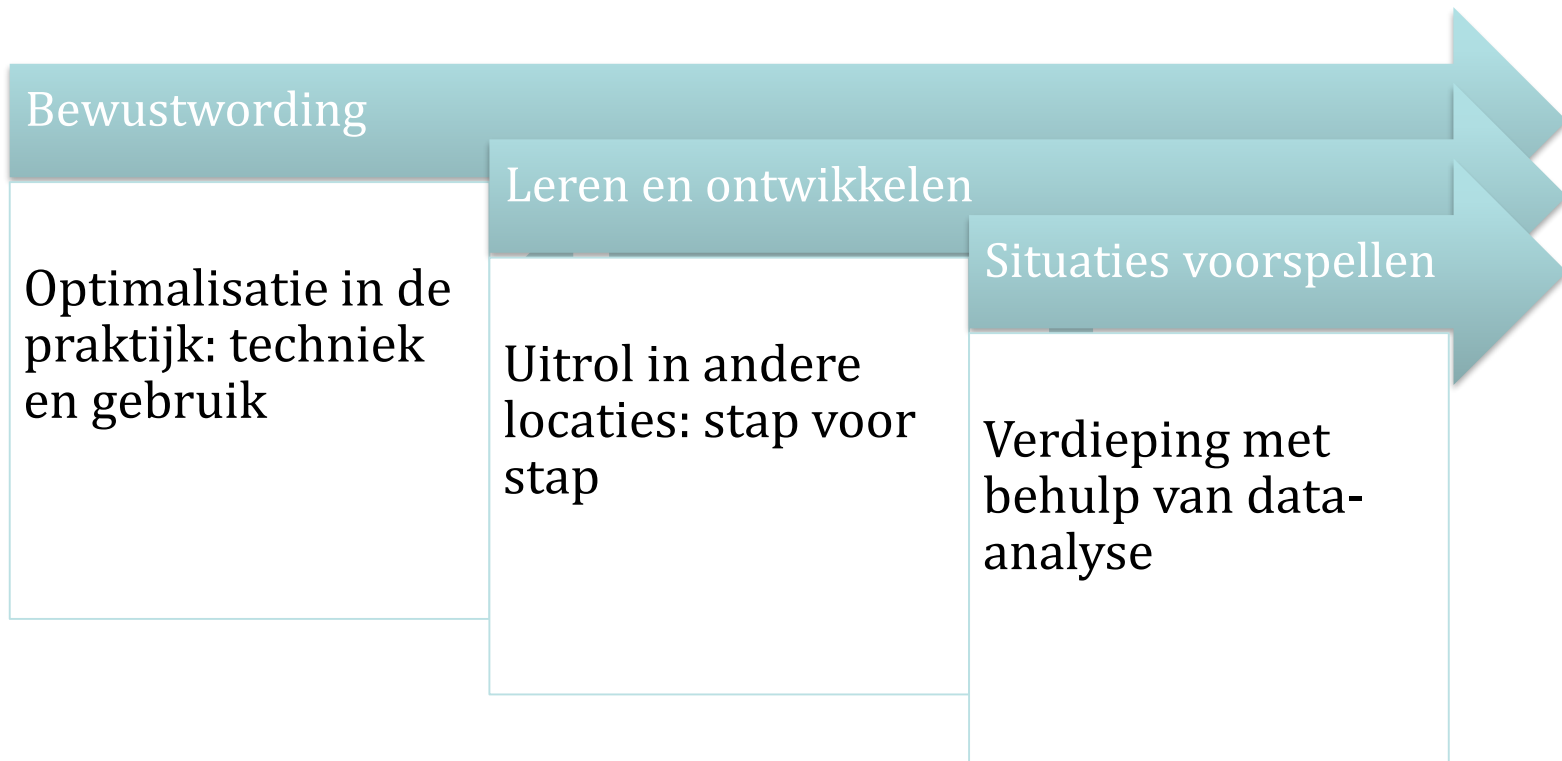 Bewustwording
Optimalisatie in de
praktijk: techniek
en gebruik
Leren en ontwikkelen
Uitrol in andere
locaties: stap voor
stap
Situaties voorspellen
Verdieping met
behulp van data-
analyse